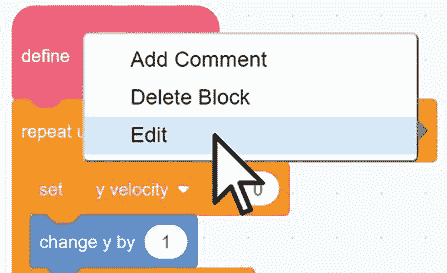 define
Add Comment
Delete Block
Edit
repeat u
set y velocity 0
change y by 1